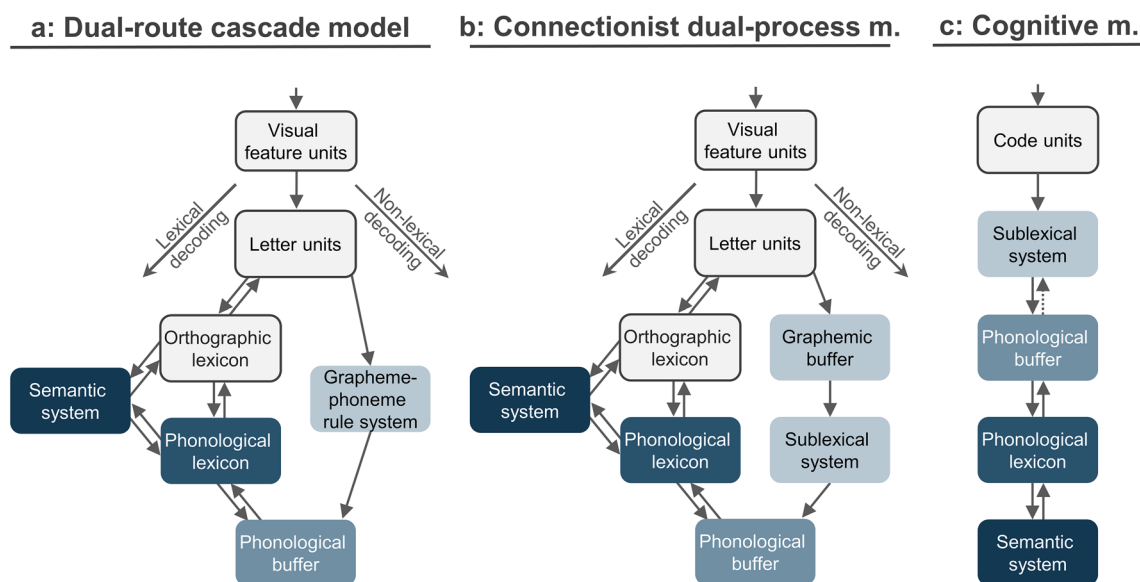 a: Dual-route cascade model
Visual
feature units
Lexical
decoding
Non-lexical
decoding
Letter units
Orthographic
lexicon
Semantic
system
Grapheme-
phoneme
rule system
Phonological
lexicon
Phonological
buffer
b: Connectionist dual-process m.
Visual
feature units
Lexical
decoding
Non-lexical
decoding
Letter units
Orthographic
lexicon
Graphemic
buffer
Semantic
system
Phonological
lexicon
Sublexical
system
Phonological
buffer
c: Cognitive m.
Code units
Sublexical
system
Phonological
buffer
Phonological
lexicon
Semantic
system